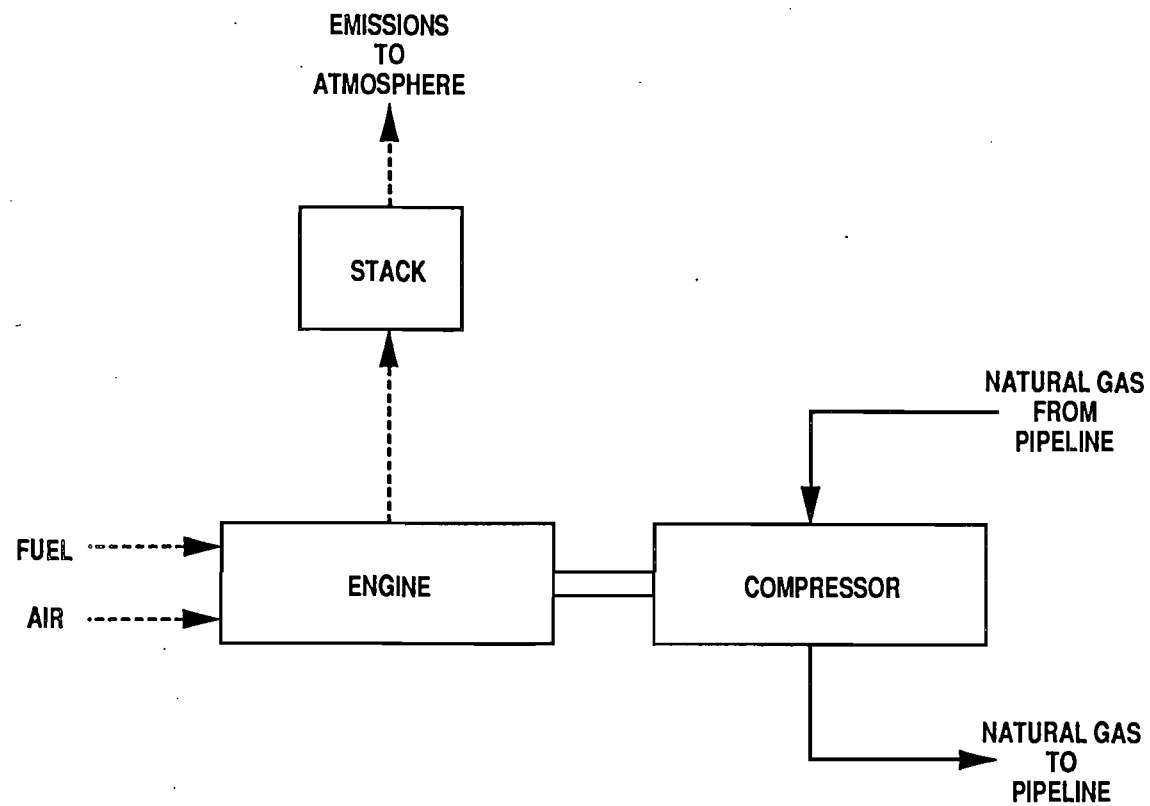 EMISSIONS
TO
ATMOSPHERE
STACK
NATURAL GAS
FROM
PIPELINE
FUEL
AIR
ENGINE
COMPRESSOR
NATURAL GAS
TO
PIPELINE